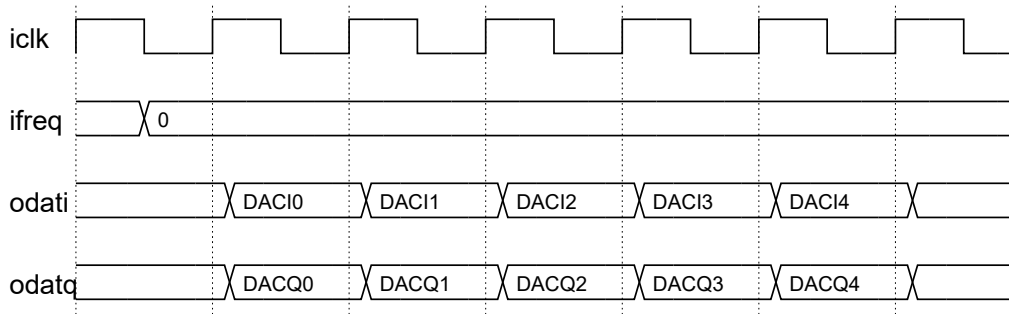 iclk
ifreq 0
odati DACI0 DACI1 DACI2 DACI3 DACI4
odatq DACQ0 DACQ1 DACQ2 DACQ3 DACQ4